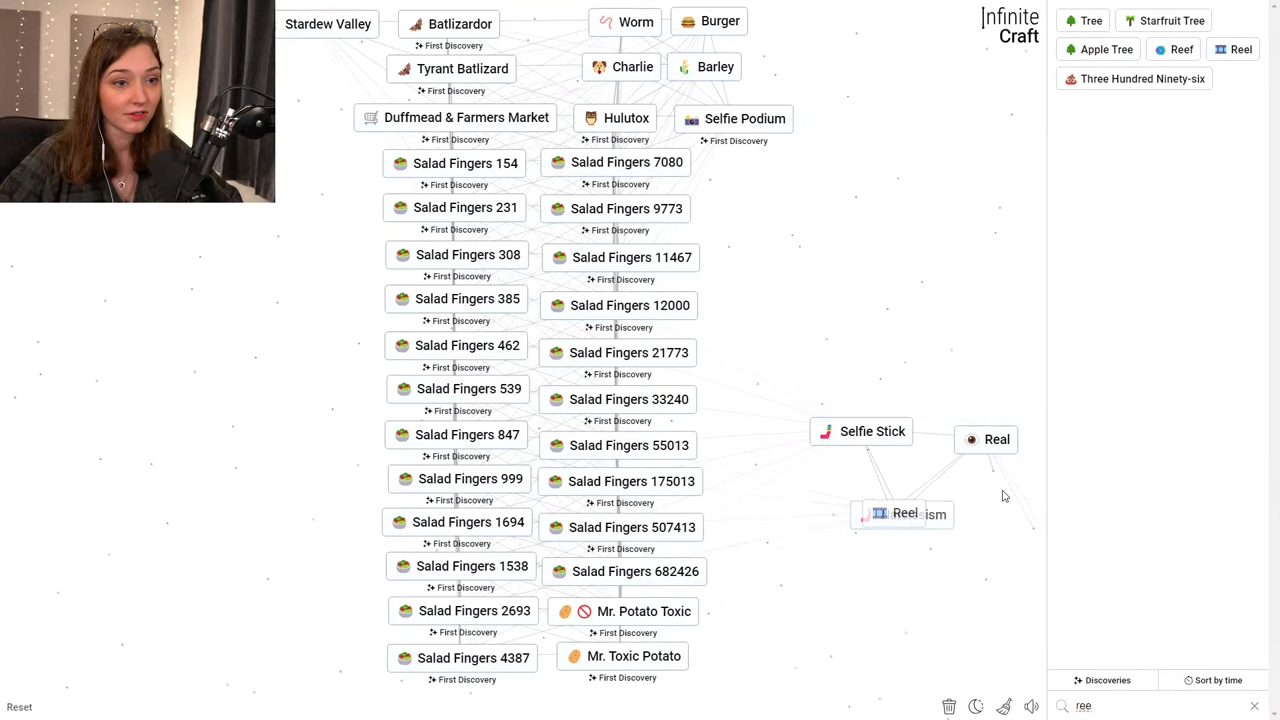 Stardew Valley
Batlizardor
First Discovery
Tyrant Batlizard
First Discovery
Duffmead & Farmers Market
First Discovery
Salad Fingers 154
First Discovery
Salad Fingers 231
First Discovery
Salad Fingers 308
First Discovery
Salad Fingers 385
First Discovery
Salad Fingers 462
First Discovery
Salad Fingers 539
First Discovery
Salad Fingers 847
First Discovery
Salad Fingers 999
First Discovery
Salad Fingers 1694
First Discovery
Salad Fingers 1538
First Discovery
Salad Fingers 2693
First Discovery
Salad Fingers 4387
First Discovery
Worm
Burger
Charlie
Barley
Hulutox
First Discovery
Selfie Podium
First Discovery
Salad Fingers 7080
First Discovery
Salad Fingers 9773
First Discovery
Salad Fingers 11467
First Discovery
Salad Fingers 12000
First Discovery
Salad Fingers 21773
First Discovery
Salad Fingers 33240
First Discovery
Salad Fingers 55013
First Discovery
Salad Fingers 175013
First Discovery
Salad Fingers 507413
First Discovery
Salad Fingers 682426
Mr. Potato Toxic
First Discovery
Mr. Toxic Potato
First Discovery
Selfie Stick
Real
Reel
Infinite
Craft
Tree
Starfruit Tree
Apple Tree
Reef
Reel
Three Hundred Ninety-six
Discoveries
Sort by time
ree
Reset